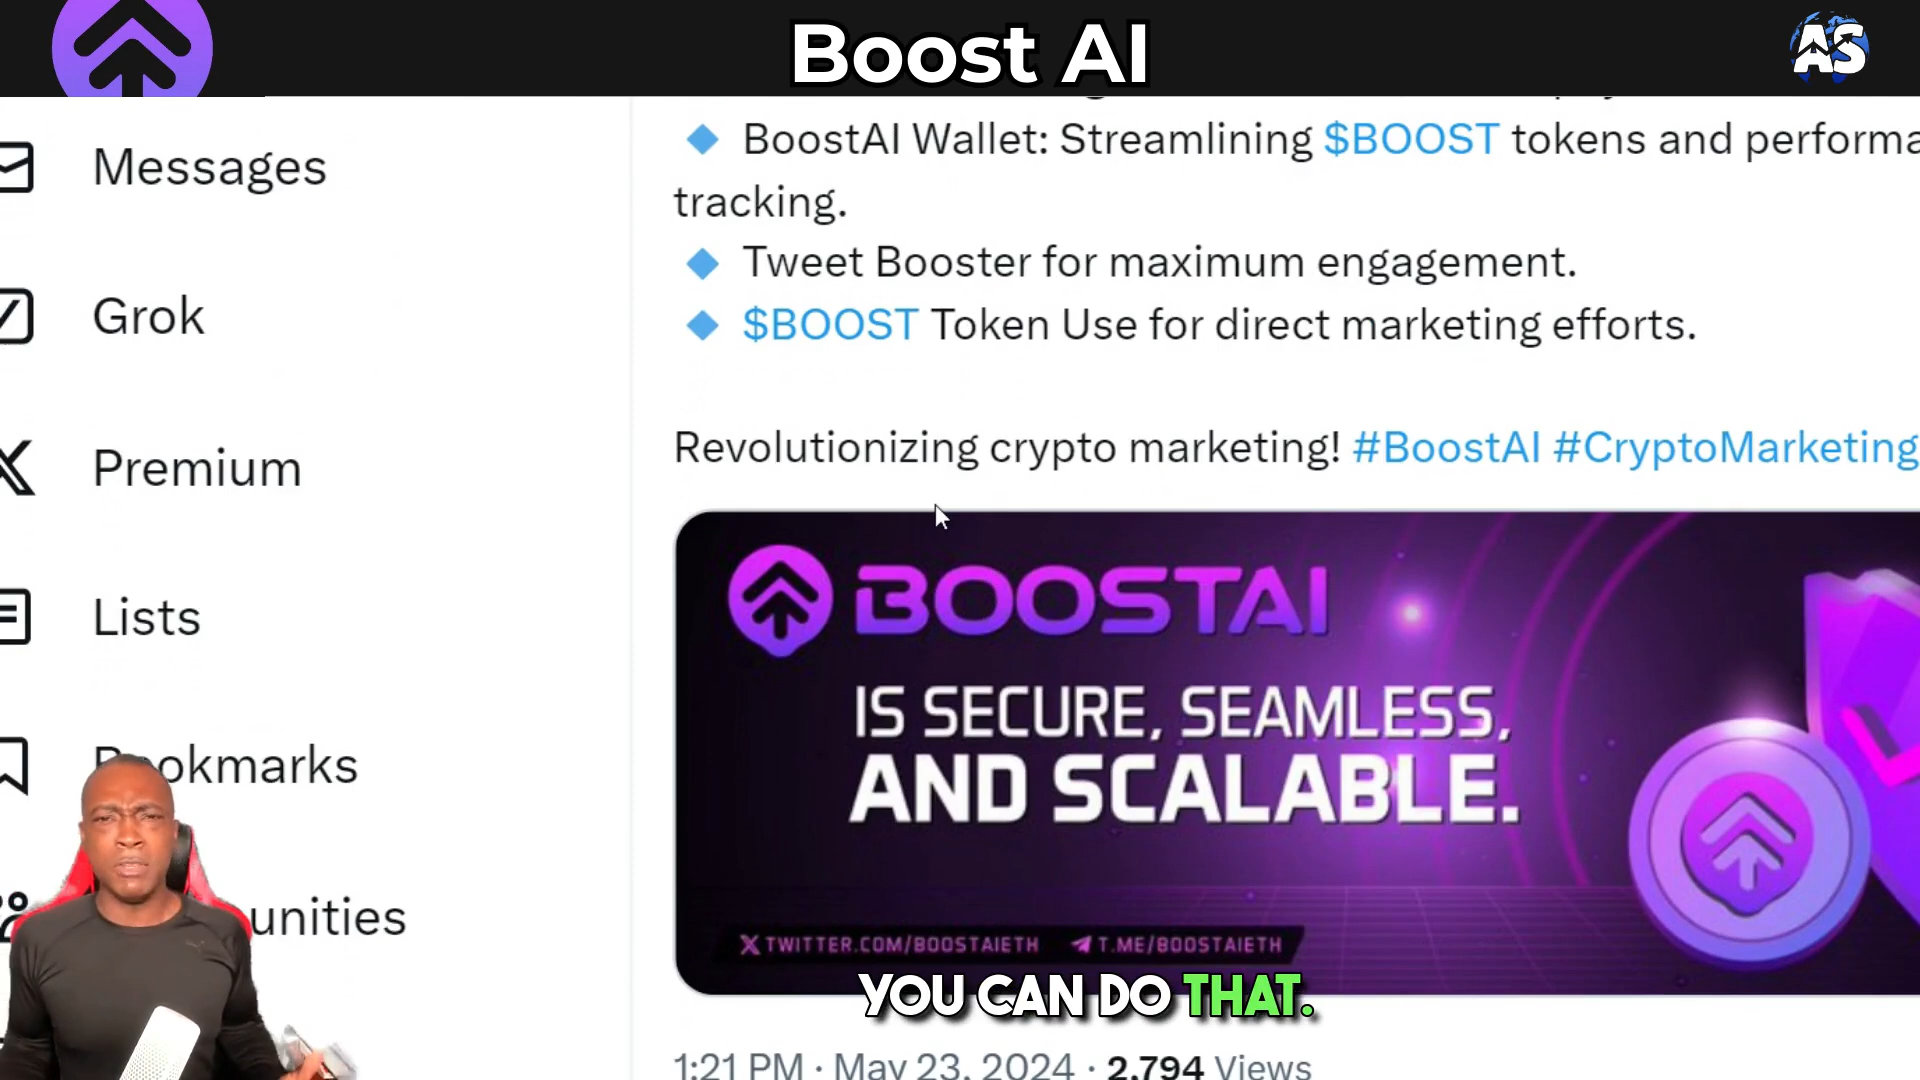 Boost AI
AS
Messages
Grok
Premium
Lists
Bookmarks
unities
BoostAI Wallet: Streamlining $BOOST tokens and performa
tracking.
Tweet Booster for maximum engagement.
$BOOST Token Use for direct marketing efforts.
Revolutionizing crypto marketing! #BoostAI #CryptoMarketing
BOOSTAI
IS SECURE, SEAMLESS,
AND SCALABLE.
X TWITTER.COM/BOOSTAIETH T.ME/BOOSTAIETH
YOU CAN DO THAT.
1:21 PM · May 23, 2024 · 2,794 Views